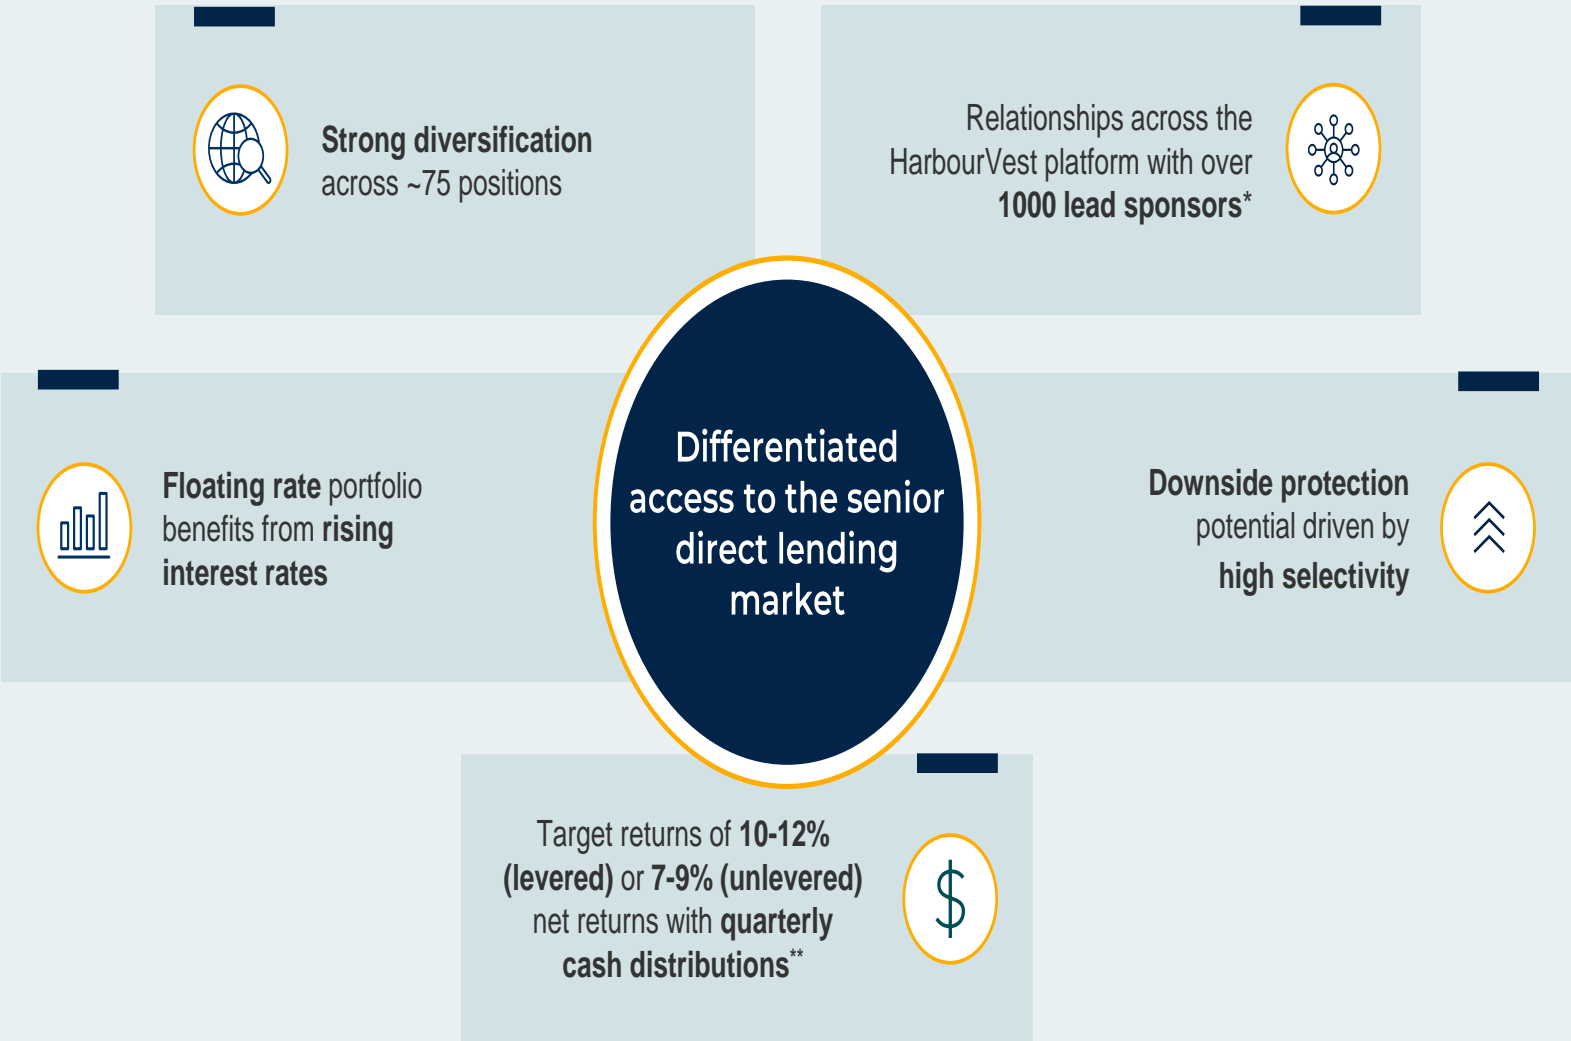 Strong diversification
across ~75 positions
Relationships across the
HarbourVest platform with over
1000 lead sponsors*
Floating rate portfolio
benefits from rising
interest rates
Differentiated
access to the senior
direct lending
market
Downside protection
potential driven by
high selectivity
Target returns of 10-12%
(levered) or 7-9% (unlevered)
net returns with quarterly
cash distributions**
$